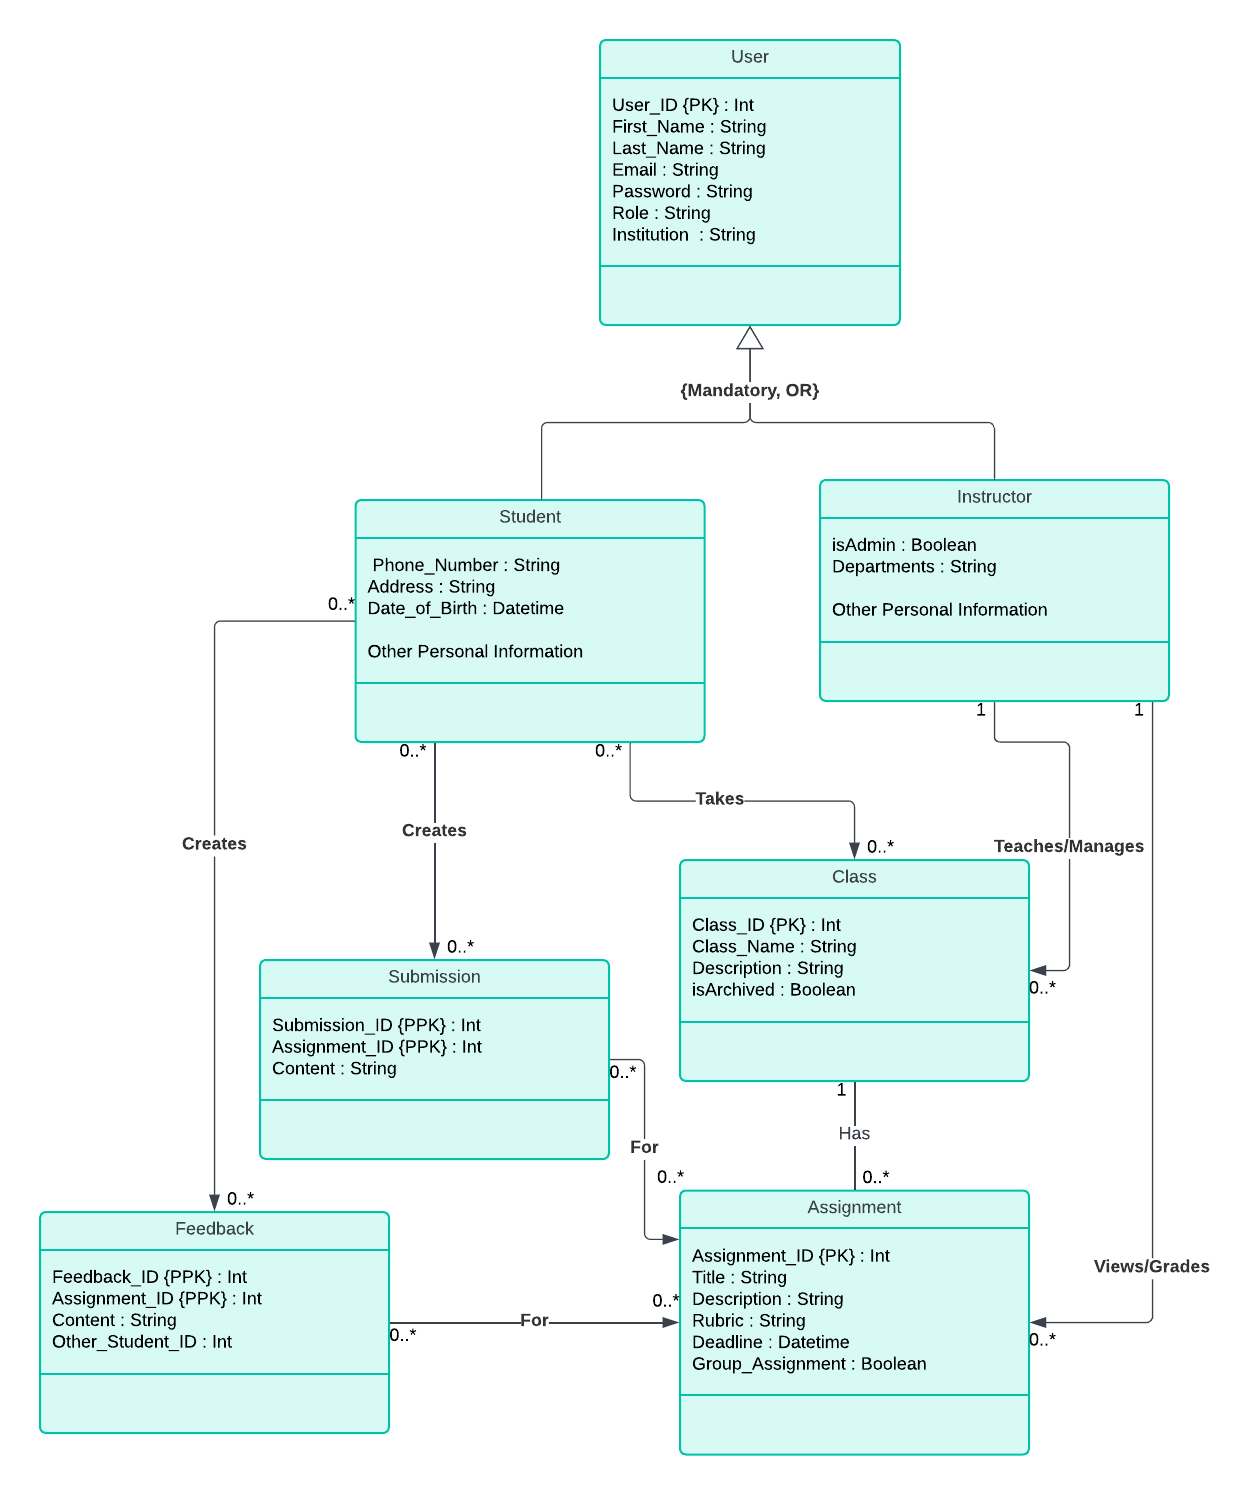 User
User_ID {PK} : Int
First_Name : String
Last_Name : String
Email : String
Password : String
Role : String
Institution  : String
{Mandatory, OR}
Student
Phone_Number : String
Address : String
Date_of_Birth : Datetime
Other Personal Information
Instructor
isAdmin : Boolean
Departments : String
Other Personal Information
0..*
0..*
0..*
1
1
Creates
Creates
Takes
Teaches/Manages
0..*
0..*
0..*
0..*
Class
Class_ID {PK} : Int
Class_Name : String
Description : String
isArchived : Boolean
Submission
Submission_ID {PPK} : Int
Assignment_ID {PPK} : Int
Content : String
0..*
For
0..*
1
Has
0..*
Feedback
Feedback_ID {PPK} : Int
Assignment_ID {PPK} : Int
Content : String
Other_Student_ID : Int
0..*
For
0..*
Assignment
Assignment_ID {PK} : Int
Title : String
Description : String
Rubric : String
Deadline : Datetime
Group_Assignment : Boolean
Views/Grades
0..*